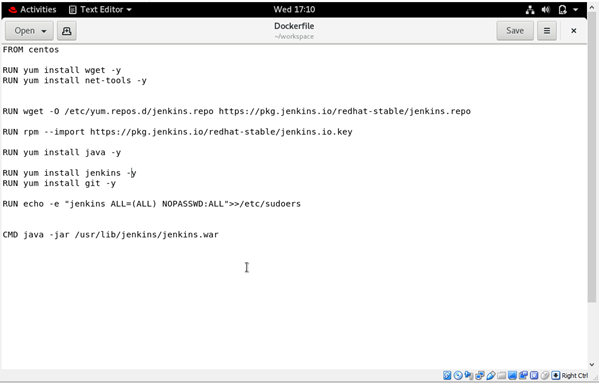 Activities Text Editor Wed 17:10
Open Dockerfile Save
~/workspace
FROM centos
RUN yum install wget -y
RUN yum install net-tools -y
RUN wget -O /etc/yum.repos.d/jenkins.repo https://pkg.jenkins.io/redhat-stable/jenkins.repo
RUN rpm --import https://pkg.jenkins.io/redhat-stable/jenkins.io.key
RUN yum install java -y
RUN yum install jenkins -y
RUN yum install git -y
RUN echo -e "jenkins ALL=(ALL) NOPASSWD:ALL">>/etc/sudoers
CMD java -jar /usr/lib/jenkins/jenkins.war
Right Ctrl